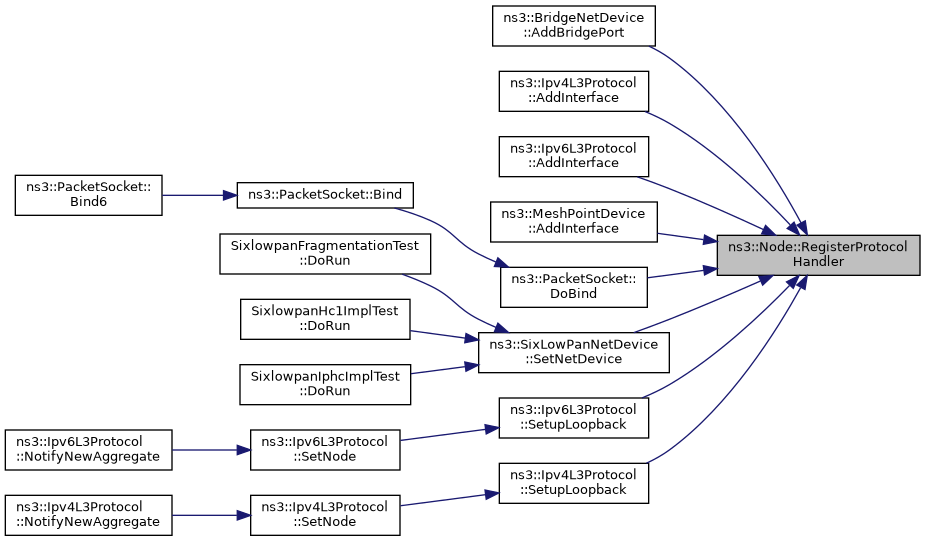 ns3::BridgeNetDevice
::AddBridgePort
ns3::Ipv4L3Protocol
::AddInterface
ns3::Ipv6L3Protocol
::AddInterface
ns3::PacketSocket::
Bind6
ns3::PacketSocket::Bind
ns3::MeshPointDevice
::AddInterface
ns3::Node::RegisterProtocol
Handler
SixlowpanFragmentationTest
::DoRun
ns3::PacketSocket::
DoBind
SixlowpanHc1ImplTest
::DoRun
ns3::SixLowPanNetDevice
::SetNetDevice
SixlowpanIphcImplTest
::DoRun
ns3::Ipv6L3Protocol
::SetupLoopback
ns3::Ipv6L3Protocol
::NotifyNewAggregate
ns3::Ipv6L3Protocol
::SetNode
ns3::Ipv4L3Protocol
::SetupLoopback
ns3::Ipv4L3Protocol
::NotifyNewAggregate
ns3::Ipv4L3Protocol
::SetNode